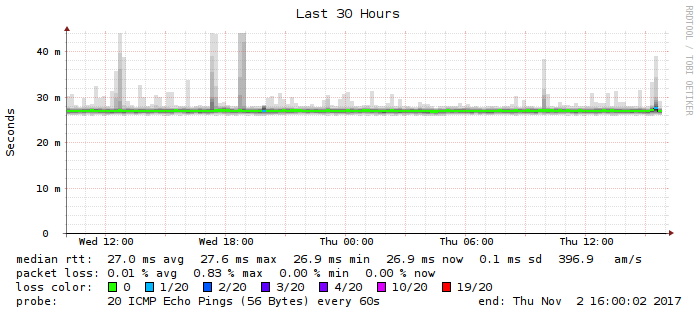 Last 30 Hours
RRDTOOL / TOBI OETIKER
Seconds
40 m
30 m
20 m
10 m
0
Wed 12:00 Wed 18:00 Thu 00:00 Thu 06:00 Thu 12:00
median rtt: 27.0 ms avg 27.6 ms max 26.9 ms min 26.9 ms now 0.1 ms sd 396.9 am/s
packet loss: 0.01 % avg 0.83 % max 0.00 % min 0.00 % now
loss color: 0 1/20 2/20 3/20 4/20 10/20 19/20
probe: 20 ICMP Echo Pings (56 Bytes) every 60s end: Thu Nov 2 16:00:02 2017